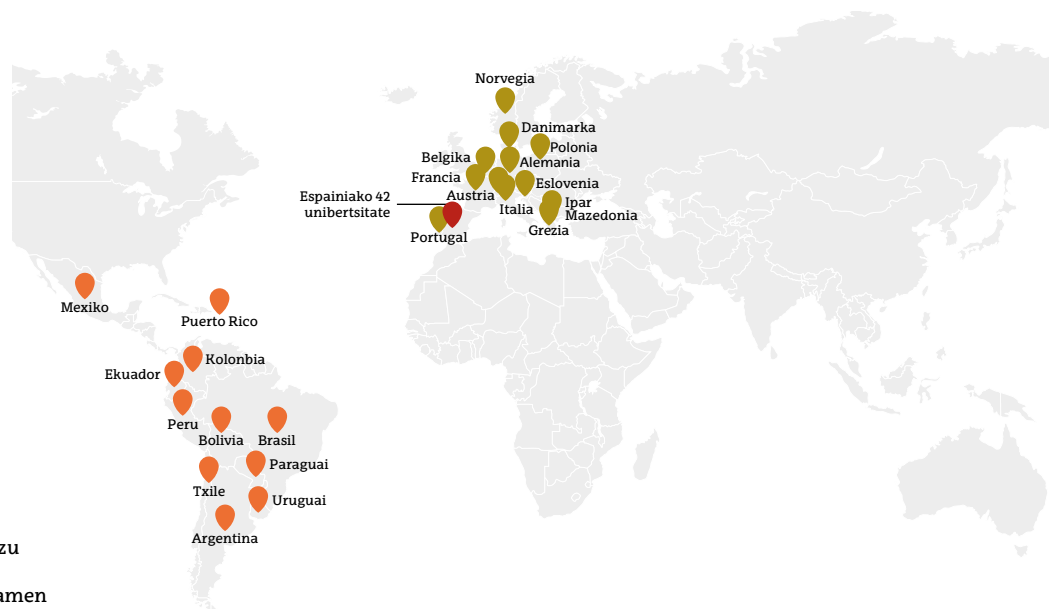 Norvegia
Danimarka
Polonia
Belgika
Alemania
Francia
Eslovenia
Austria
Espainiako 42
unibertsitate
Italia
Ipar
Mazedonia
Grezia
Portugal
Mexiko
Puerto Rico
Kolonbia
Ekuador
Peru
Bolivia
Brasil
Paraguai
Txile
Uruguai
Argentina
zu
amen